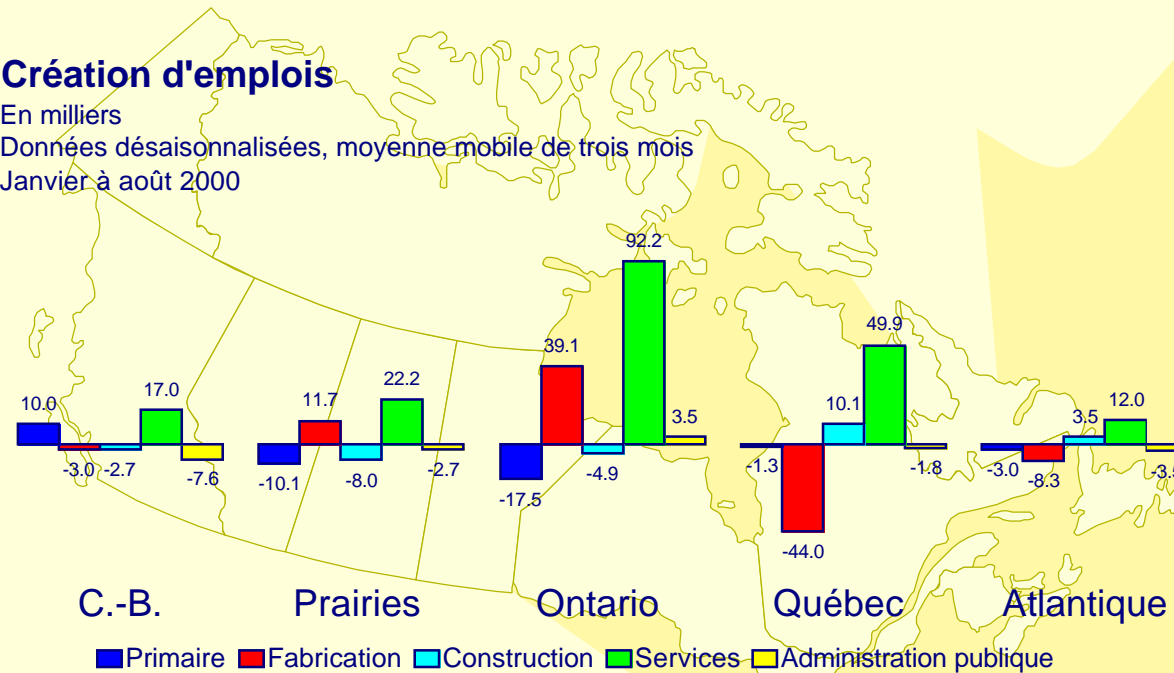 Création d'emplois
En milliers
Données désaisonnalisées, moyenne mobile de trois mois
Janvier à août 2000
10.0 -3.0 -2.7 17.0 -7.6
-10.1 11.7 -8.0 22.2 -2.7
-17.5 39.1 -4.9 92.2 3.5
-1.3 -44.0 10.1 49.9 -1.8
-3.0 -8.3 3.5 12.0
C.-B. Prairies Ontario Québec Atlantique
Primaire Fabrication Construction Services Administration publique